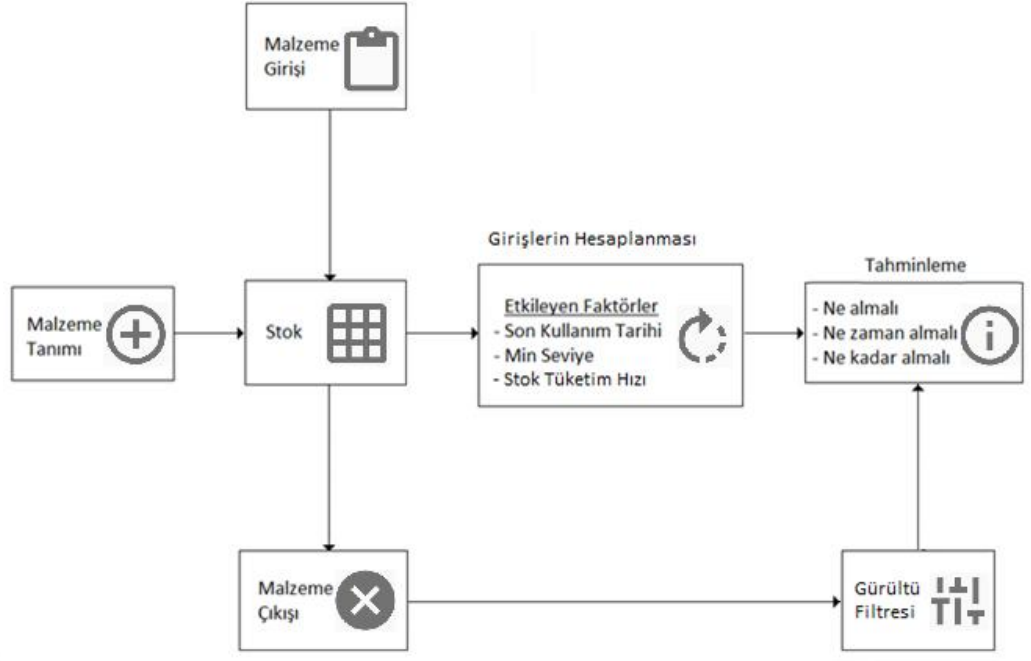 Malzeme
Girişi
Girişlerin Hesaplanması
Tahminleme
Malzeme
Tanımı
Stok
Etkileyen Faktörler
- Son Kullanım Tarihi
- Min Seviye
- Stok Tüketim Hızı
- Ne almalı
- Ne zaman almalı
- Ne kadar almalı
Malzeme
Çıkışı
Gürültü
Filtresi